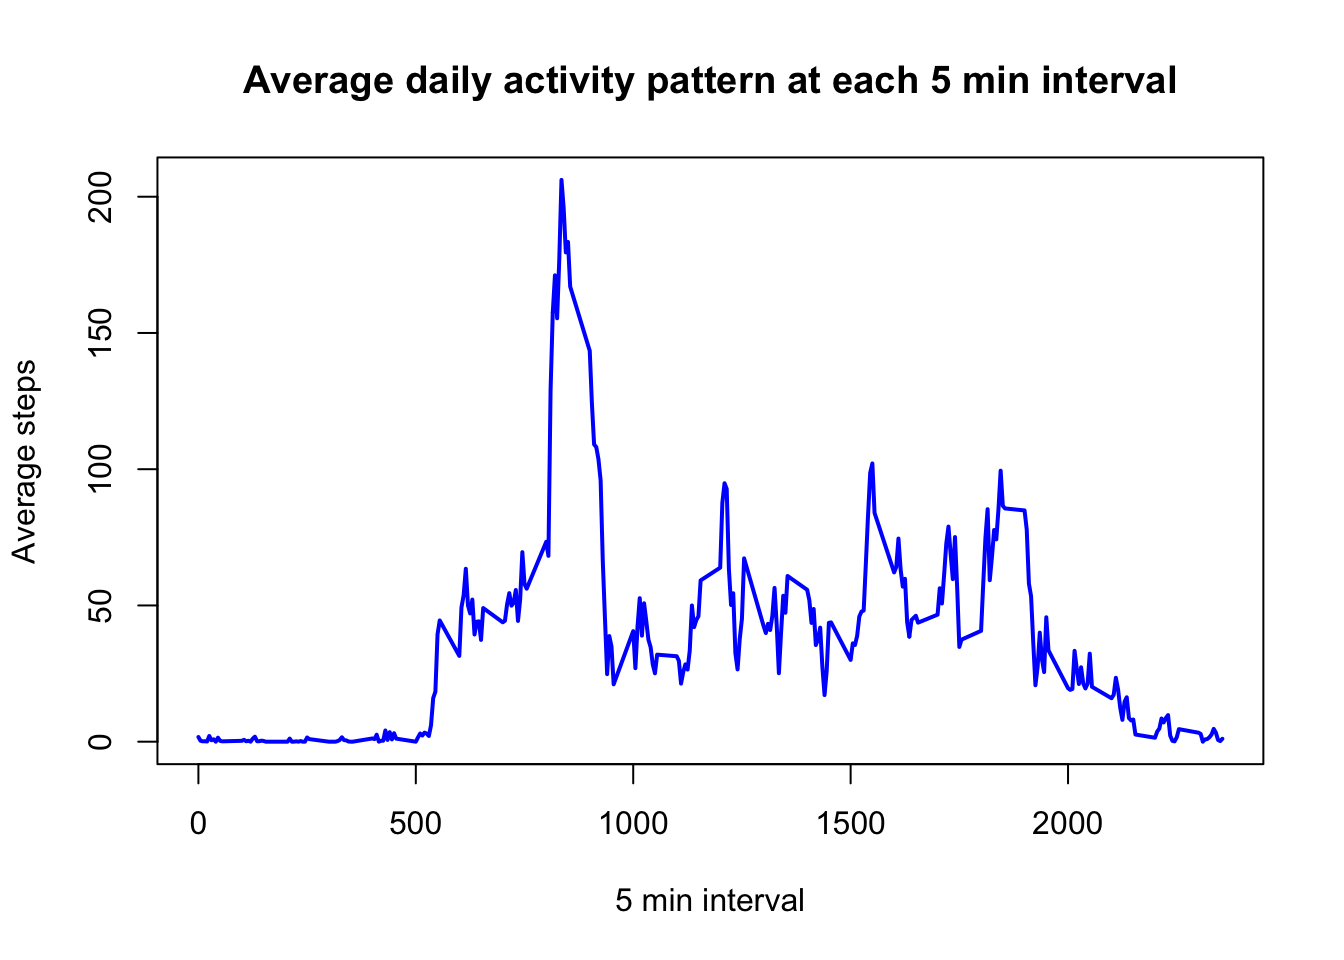 Average daily activity pattern at each 5 min interval
Average steps
200
150
100
50
0
0 500 1000 1500 2000
5 min interval